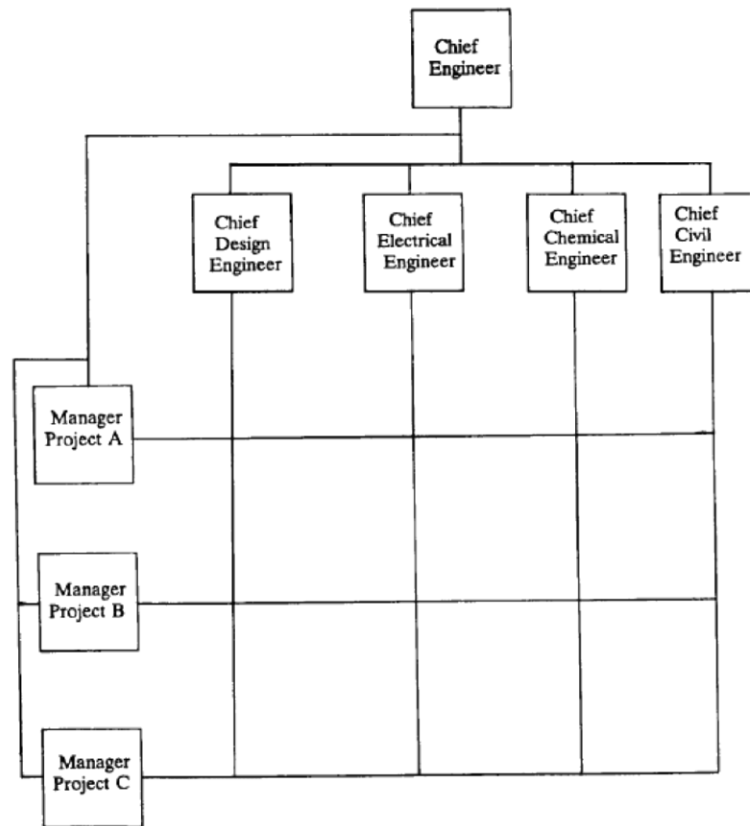 Chief
Engineer
Chief
Design
Engineer
Chief
Electrical
Engineer
Chief
Chemical
Engineer
Chief
Civil
Engineer
Manager
Project A
Manager
Project B
Manager
Project C